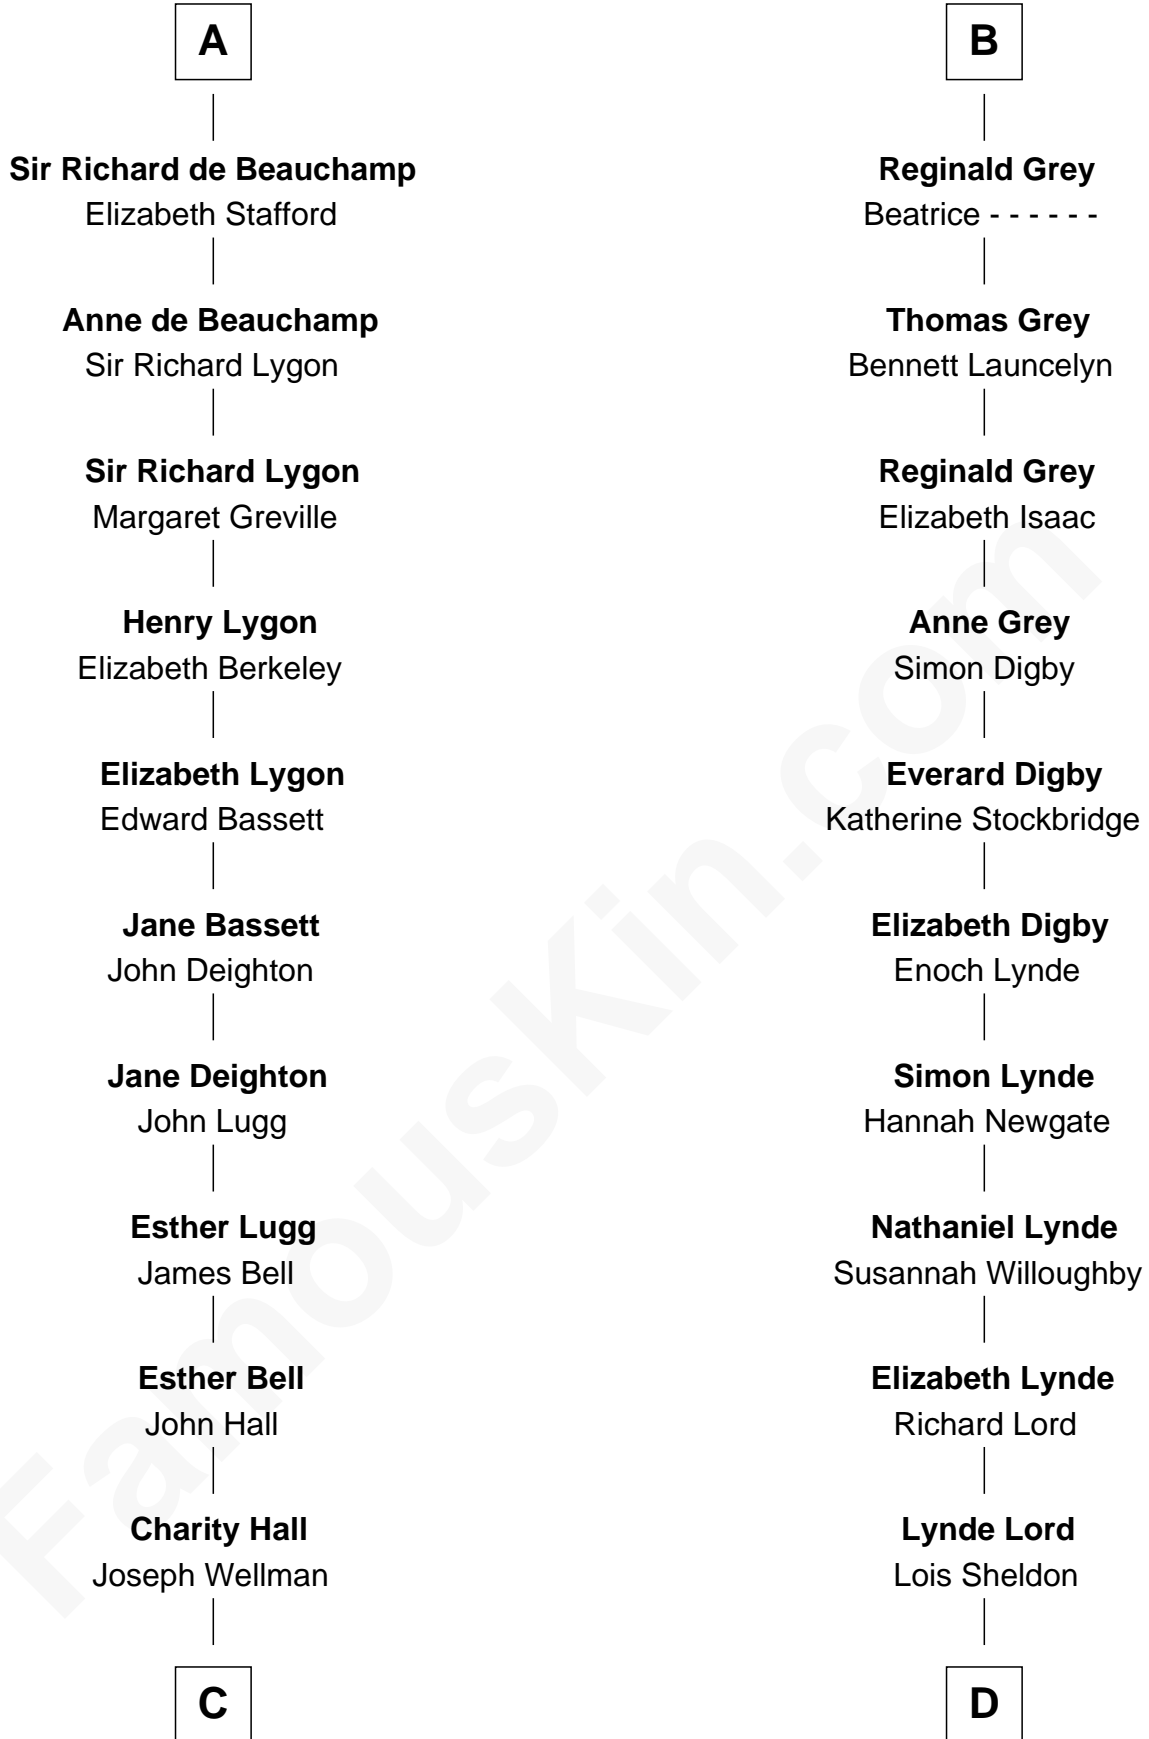 A
Sir Richard de Beauchamp
Elizabeth Stafford
Anne de Beauchamp
Sir Richard Lygon
Sir Richard Lygon
Margaret Greville
Henry Lygon
Elizabeth Berkeley
Elizabeth Lygon
Edward Bassett
Jane Bassett
John Deighton
Jane Deighton
John Lugg
Esther Lugg
James Bell
Esther Bell
John Hall
Charity Hall
Joseph Wellman
C
B
Reginald Grey
Beatrice - - - - - -
Thomas Grey
Bennett Launcelyn
Reginald Grey
Elizabeth Isaac
Anne Grey
Simon Digby
Everard Digby
Katherine Stockbridge
Elizabeth Digby
Enoch Lynde
Simon Lynde
Hannah Newgate
Nathaniel Lynde
Susannah Willoughby
Elizabeth Lynde
Richard Lord
Lynde Lord
Lois Sheldon
D
FamousKin.com